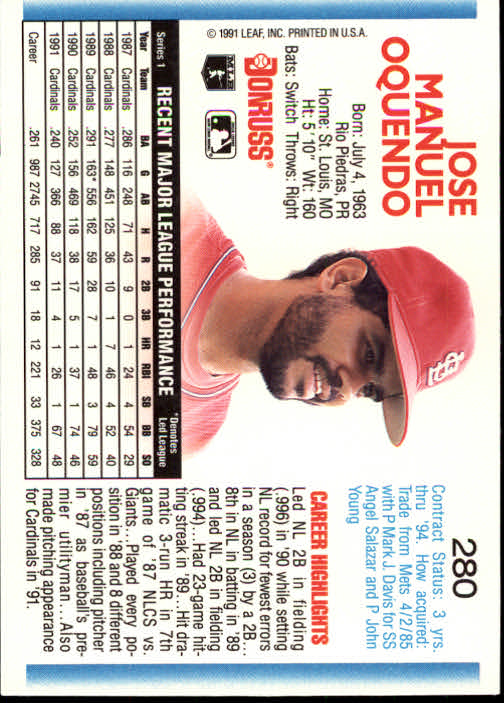 JOSE
MANUEL
OQUENDO
280
Born: July 4, 1963
Rio Piedras, PR
Home: St. Louis, MO
Ht: 5' 10" Wt: 160
Bats: Switch Throws: Right
DONRUSS®
MLB
© 1991 LEAF, INC. PRINTED IN U.S.A.
Contract Status: 3 yrs.
thru '94. How acquired:
Trade from Mets 4/2/85
with P Mark J. Davis for SS
Angel Salazar and P John
Young
CAREER HIGHLIGHTS
Led NL 2B in fielding
(.996) in '90 while setting
NL record for fewest errors
in a season (3) by a 2B...
8th in NL in batting in '89
and led NL 2B in fielding
(.994)....Had 23-game hit-
ting streak in '89...Hit dra-
matic 3-run HR in 7th
game of '87 NLCS vs.
Giants....Played every po-
sition in '88 and 8 different
positions including pitcher
in '87 as baseball's pre-
mier utilityman...Also
made pitching appearance
for Cardinals in '91.
Series 1 RECENT MAJOR LEAGUE PERFORMANCE *Denotes Led League
Year Team BA G AB H R 2B 3B HR RBI SB BB SO
1987 Cardinals .286 116 248 71 43 9 0 1 24 4 54 29
1988 Cardinals .277 148 451 125 36 10 1 7 46 4 52 40
1989 Cardinals .291 163* 556 162 59 28 7 1 48 3 79 59
1990 Cardinals .252 156 469 118 38 17 5 1 37 1 74 46
1991 Cardinals .240 127 366 88 37 11 4 1 26 1 67 48
Career .261 987 2745 717 285 91 18 12 221 33 375 328